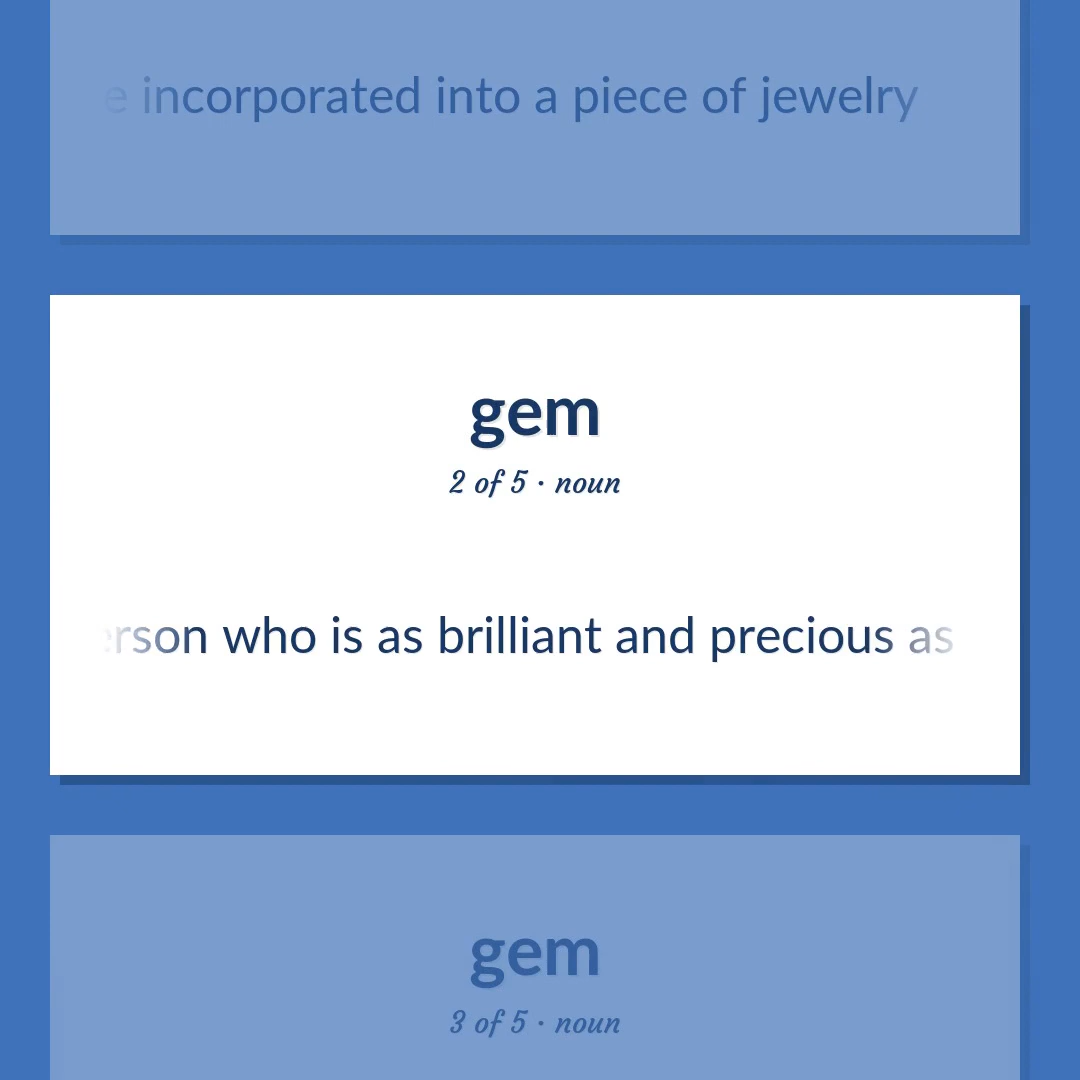 incorporated into a piece of jewelry
gem
2 of 5 · noun
who is as brilliant and precious as
gem
3 of 5 · noun